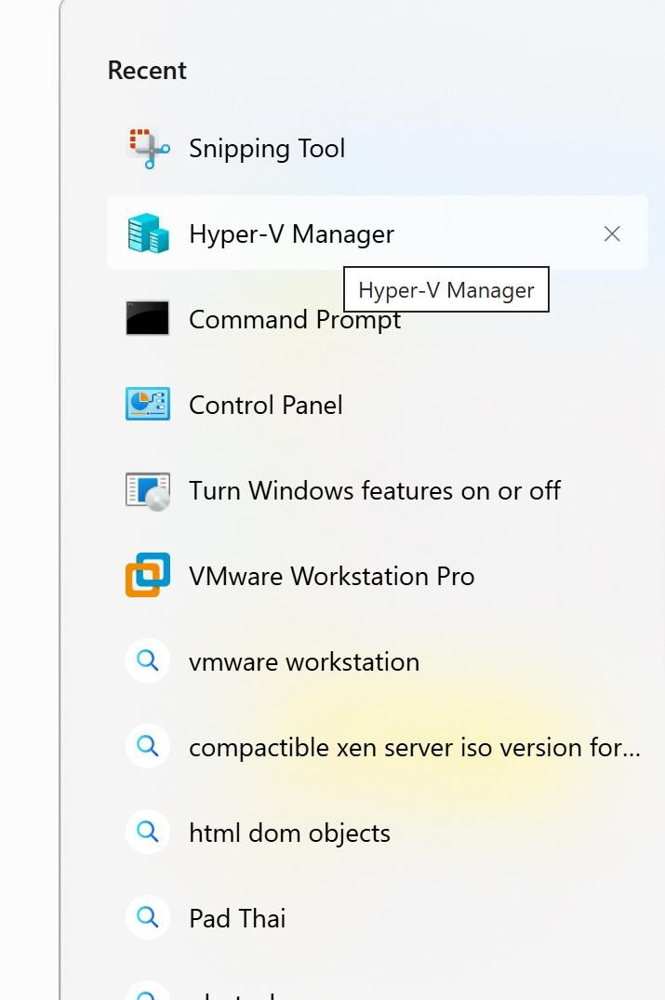 Recent
Snipping Tool
Hyper-V Manager
Hyper-V Manager
Command Prompt
Control Panel
Turn Windows features on or off
VMware Workstation Pro
vmware workstation
compactible xen server iso version for...
html dom objects
Pad Thai